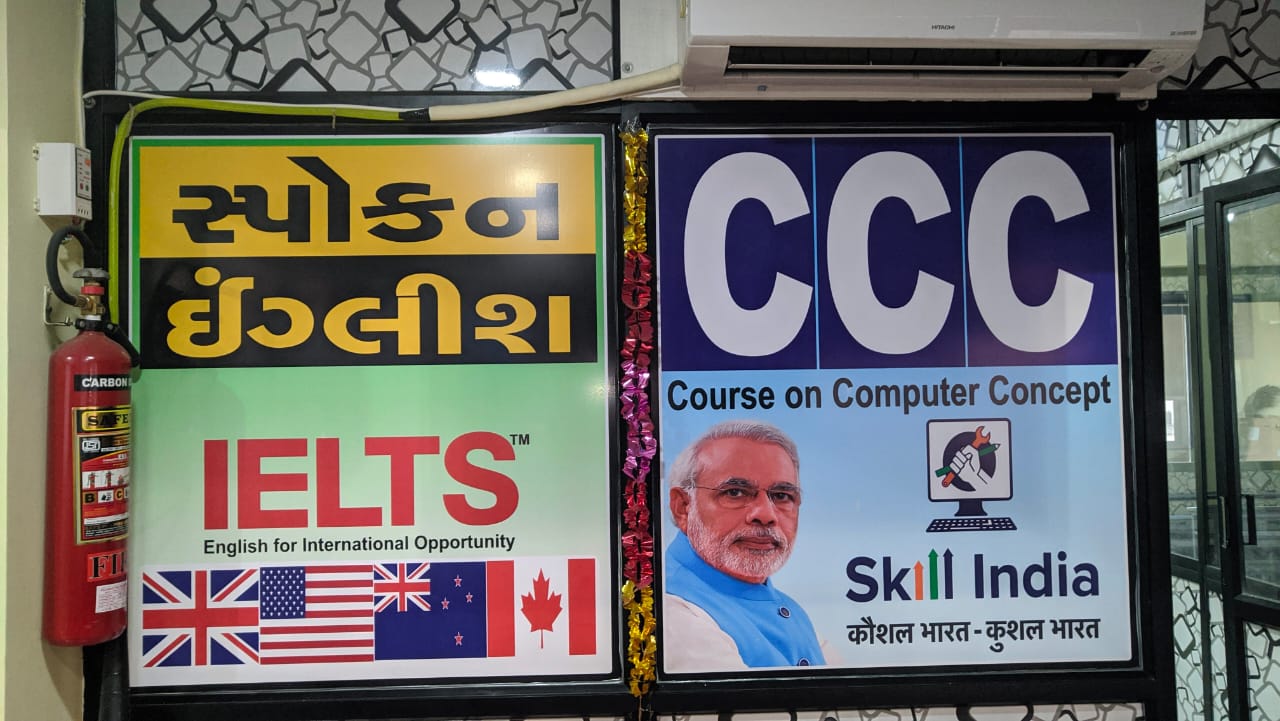 HITACHI
સ્પોકન
ઈંગ્લીશ
IELTS™
English for International Opportunity
CCC
Course on Computer Concept
Skill India
कौशल भारत - कुशल भारत
CARBON
SAFE
B C